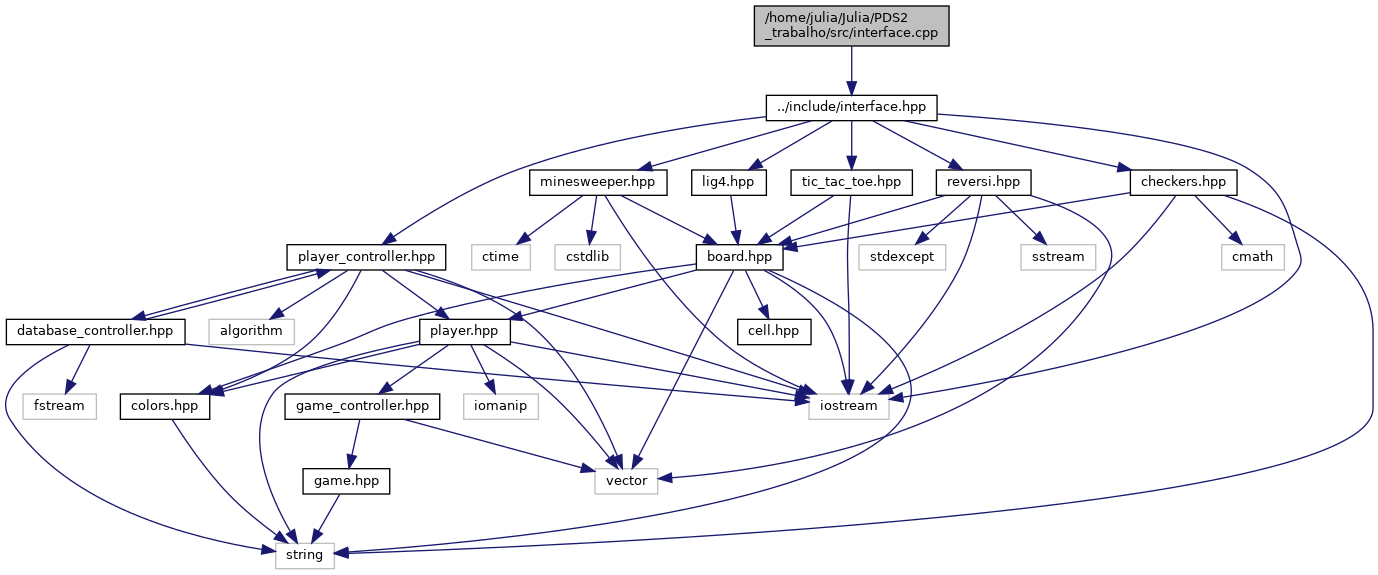 /home/julia/Julia/PDS2
_trabalho/src/interface.cpp
../include/interface.hpp
minesweeper.hpp
lig4.hpp
tic_tac_toe.hpp
reversi.hpp
checkers.hpp
player_controller.hpp
ctime
cstdlib
board.hpp
stdexcept
sstream
cmath
database_controller.hpp
algorithm
player.hpp
cell.hpp
fstream
colors.hpp
game_controller.hpp
iomanip
iostream
game.hpp
vector
string